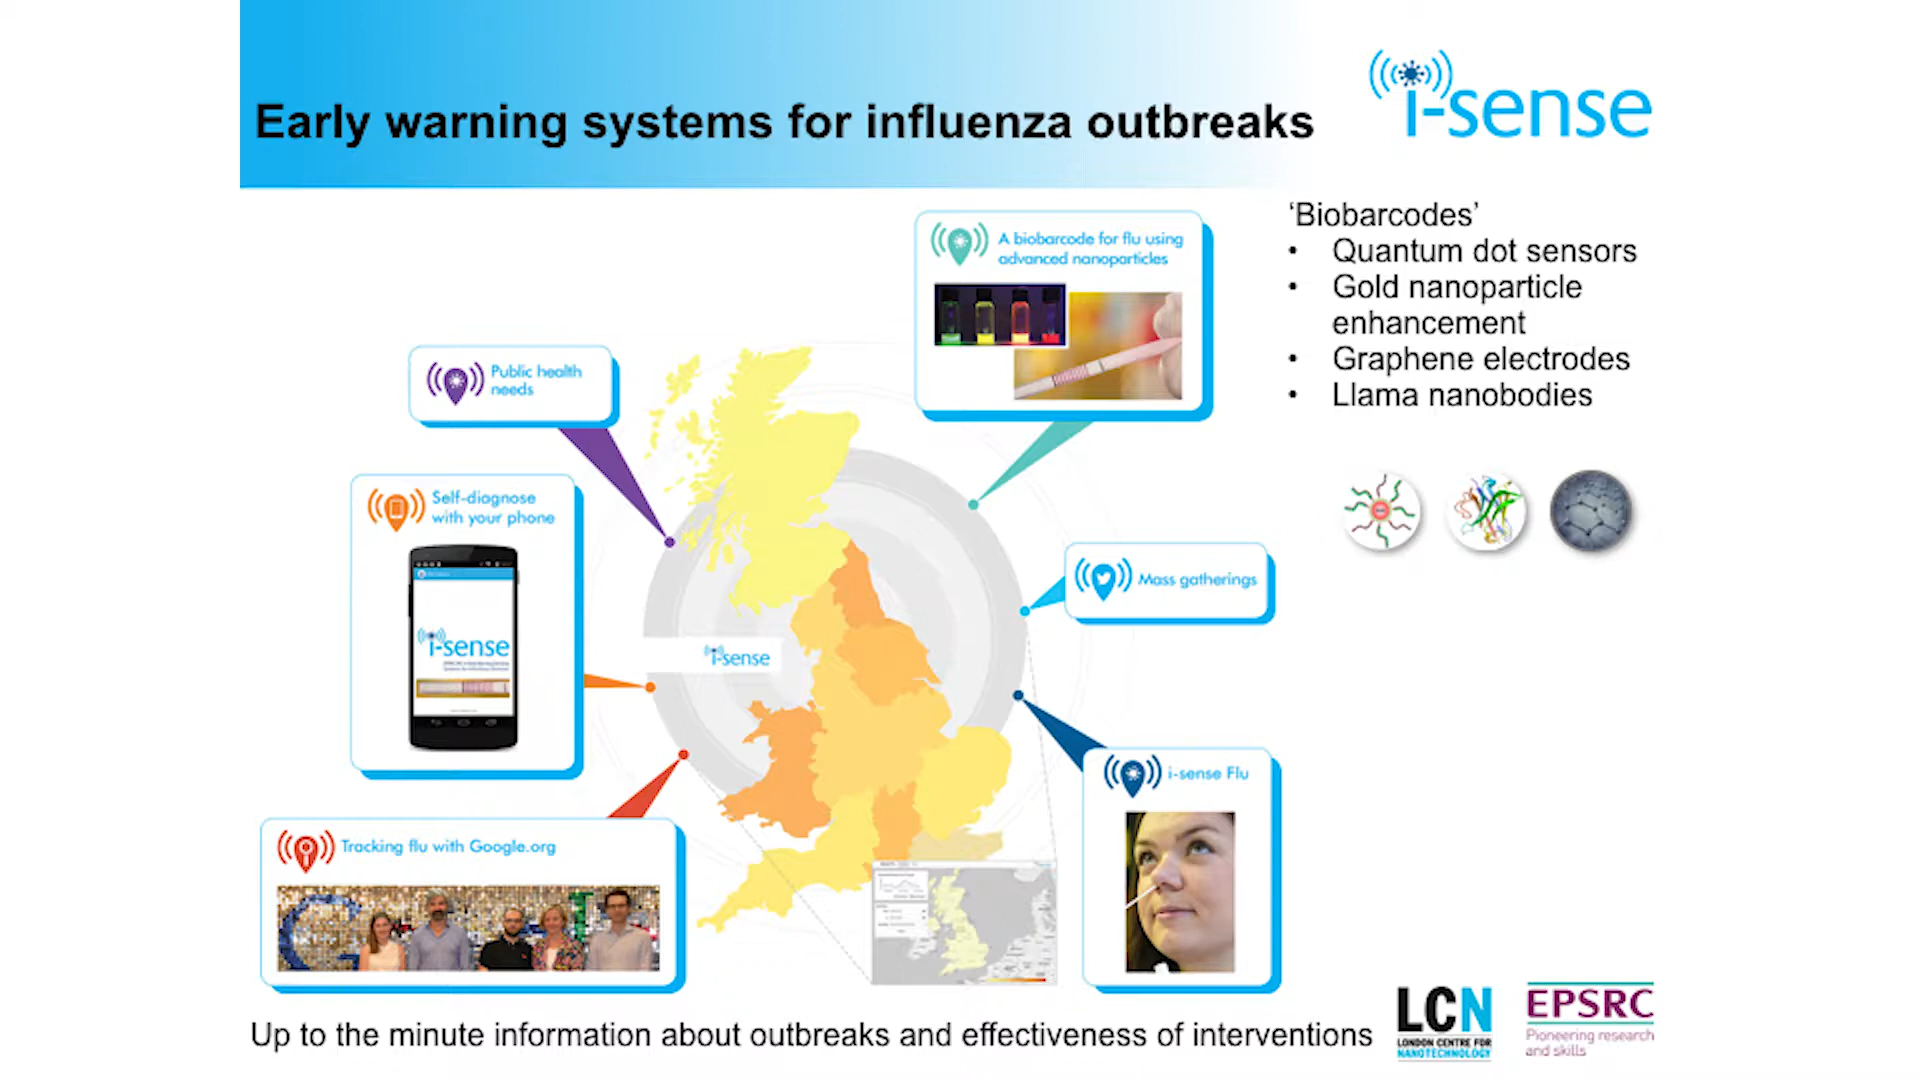 Early warning systems for influenza outbreaks
i-sense
'Biobarcodes'
• Quantum dot sensors
• Gold nanoparticle
enhancement
• Graphene electrodes
• Llama nanobodies
A biobarcode for flu using
advanced nanoparticles
Public health
needs
Self-diagnose
with your phone
i-sense
Mass gatherings
i-sense
i-sense Flu
Tracking flu with Google.org
Up to the minute information about outbreaks and effectiveness of interventions
LCN
LONDON CENTRE FOR
NANOTECHNOLOGY
EPSRC
Pioneering research
and skills